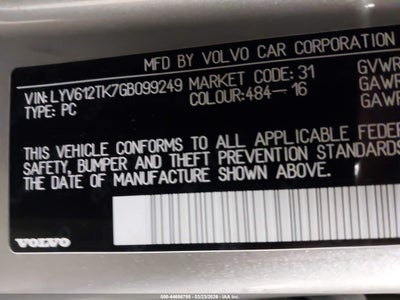 MFD BY VOLVO CAR CORPORATION
VIN: LYV612TK7GB099249 MARKET CODE: 31 GVWR
TYPE: PC COLOUR: 484-16 GAWR
GAWR
THIS VEHICLE CONFORMS TO ALL APPLICABLE FEDER
SAFETY, BUMPER AND THEFT PREVENTION STANDARDS
THE DATE OF MANUFACTURE SHOWN ABOVE.
VOLVO